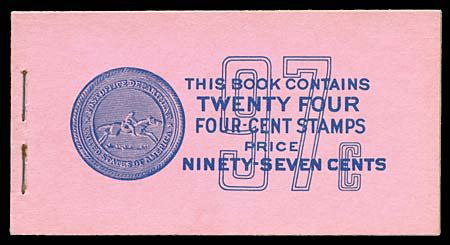 POST OFFICE DEPARTMENT
UNITED STATES OF AMERICA
97c
THIS BOOK CONTAINS
TWENTY FOUR
FOUR-CENT STAMPS
PRICE
NINETY-SEVEN CENTS